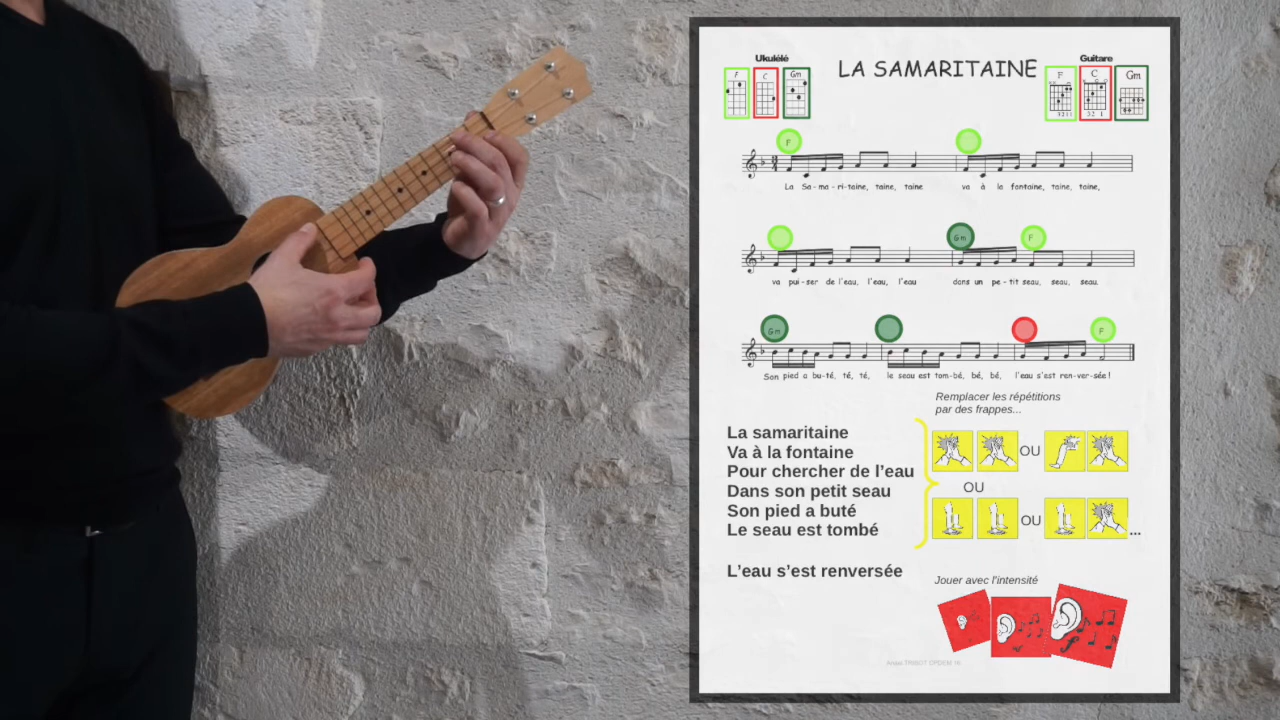 Ukulélé
LA SAMARITAINE
Guitare
F C Gm
F C Gm
F
La Sa-ma-ri-taine, taine, taine va à la fontaine, taine, taine,
Gm F
va pui-ser de l'eau, l'eau, l'eau dans un pe-tit seau, seau, seau.
Gm F
Son pied a bu-té, té, té, le seau est tom-bé, bé, bé, l'eau s'est ren-ver-sée!
Remplacer les répétitions
par des frappes...
La samaritaine
Va à la fontaine
Pour chercher de l'eau
Dans son petit seau
Son pied a buté
Le seau est tombé
OU
OU
OU
...
L'eau s'est renversée
Jouer avec l'intensité